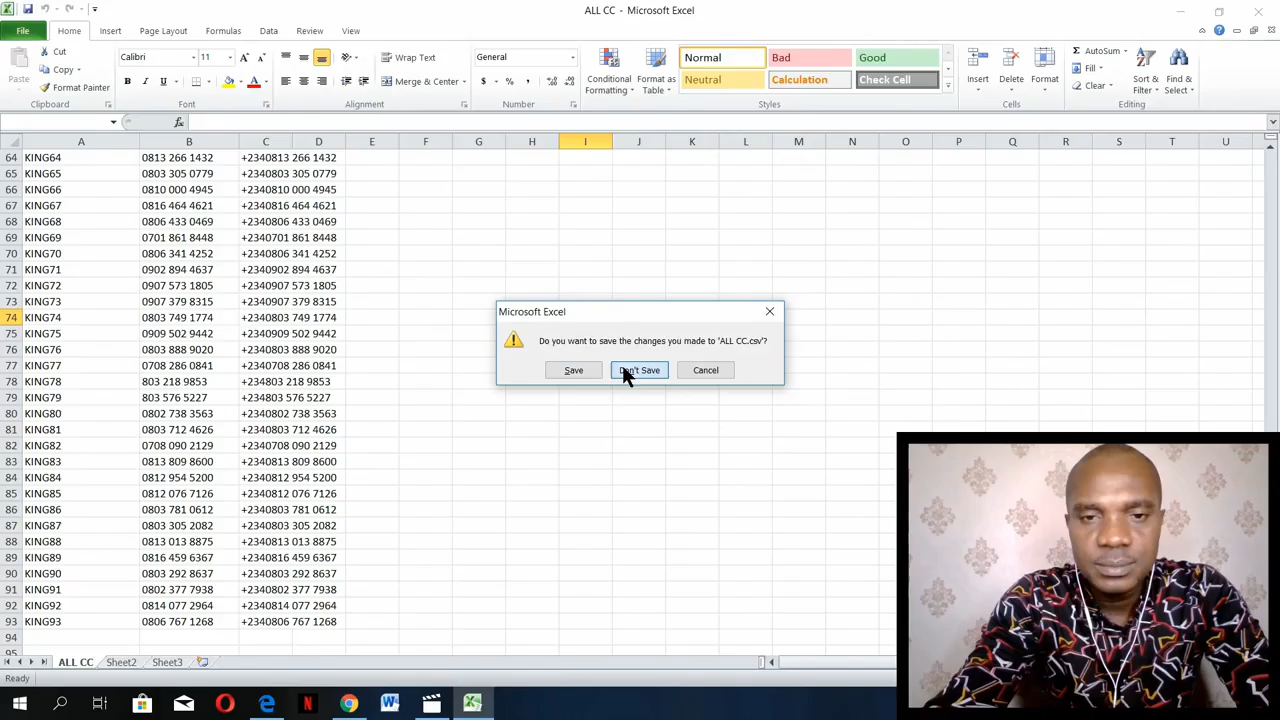 ALL CC - Microsoft Excel
File Home Insert Page Layout Formulas Data Review View
Paste Cut Copy Format Painter Clipboard
Calibri 11 B I U A Font
Wrap Text Merge & Center Alignment
General $ % , Number
Conditional Formatting Format as Table
Normal Bad Good
Neutral Calculation Check Cell
Styles
Insert Delete Format Cells
AutoSum Fill Clear Sort & Filter Find & Select Editing
fx
A B C D E F G H I J K L M N O P Q R S T U
64 KING64 0813 266 1432 +2340813 266 1432
65 KING65 0803 305 0779 +2340803 305 0779
66 KING66 0810 000 4945 +2340810 000 4945
67 KING67 0816 464 4621 +2340816 464 4621
68 KING68 0806 433 0469 +2340806 433 0469
69 KING69 0701 861 8448 +2340701 861 8448
70 KING70 0806 341 4252 +2340806 341 4252
71 KING71 0902 894 4637 +2340902 894 4637
72 KING72 0907 573 1805 +2340907 573 1805
73 KING73 0907 379 8315 +2340907 379 8315
74 KING74 0803 749 1774 +2340803 749 1774
75 KING75 0909 502 9442 +2340909 502 9442
76 KING76 0803 888 9020 +2340803 888 9020
77 KING77 0708 286 0841 +2340708 286 0841
78 KING78 803 218 9853 +234803 218 9853
79 KING79 803 576 5227 +234803 576 5227
80 KING80 0802 738 3563 +2340802 738 3563
81 KING81 0803 712 4626 +2340803 712 4626
82 KING82 0708 090 2129 +2340708 090 2129
83 KING83 0813 809 8600 +2340813 809 8600
84 KING84 0812 954 5200 +2340812 954 5200
85 KING85 0812 076 7126 +2340812 076 7126
86 KING86 0803 781 0612 +2340803 781 0612
87 KING87 0803 305 2082 +2340803 305 2082
88 KING88 0813 013 8875 +2340813 013 8875
89 KING89 0816 459 6367 +2340816 459 6367
90 KING90 0803 292 8637 +2340803 292 8637
91 KING91 0802 377 7938 +2340802 377 7938
92 KING92 0814 077 2964 +2340814 077 2964
93 KING93 0806 767 1268 +2340806 767 1268
94
95
Microsoft Excel
Do you want to save the changes you made to 'ALL CC.csv'?
Save Don't Save Cancel
ALL CC Sheet2 Sheet3
Ready